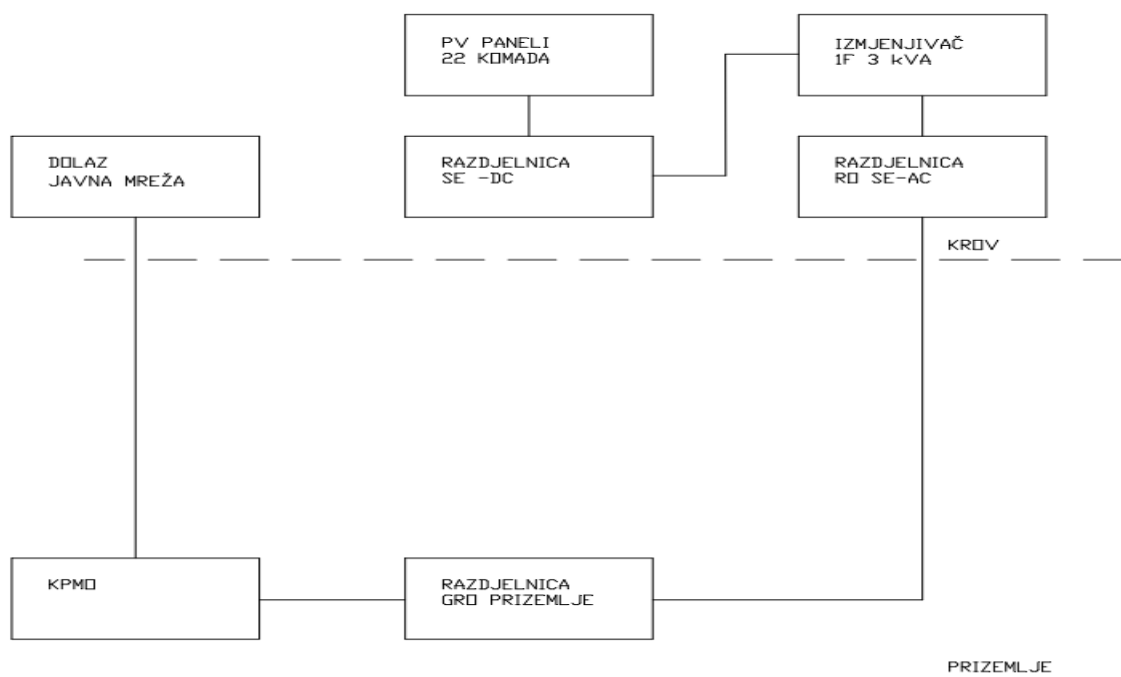 PV PANELI
22 KOMADA
IZMJENJIVAČ
1F 3 kVA
DOLAZ
JAVNA MREŽA
RAZDJELNICA
SE -DC
RAZDJELNICA
RO SE-AC
KROV
KPMO
RAZDJELNICA
GRO PRIZEMLJE
PRIZEMLJE